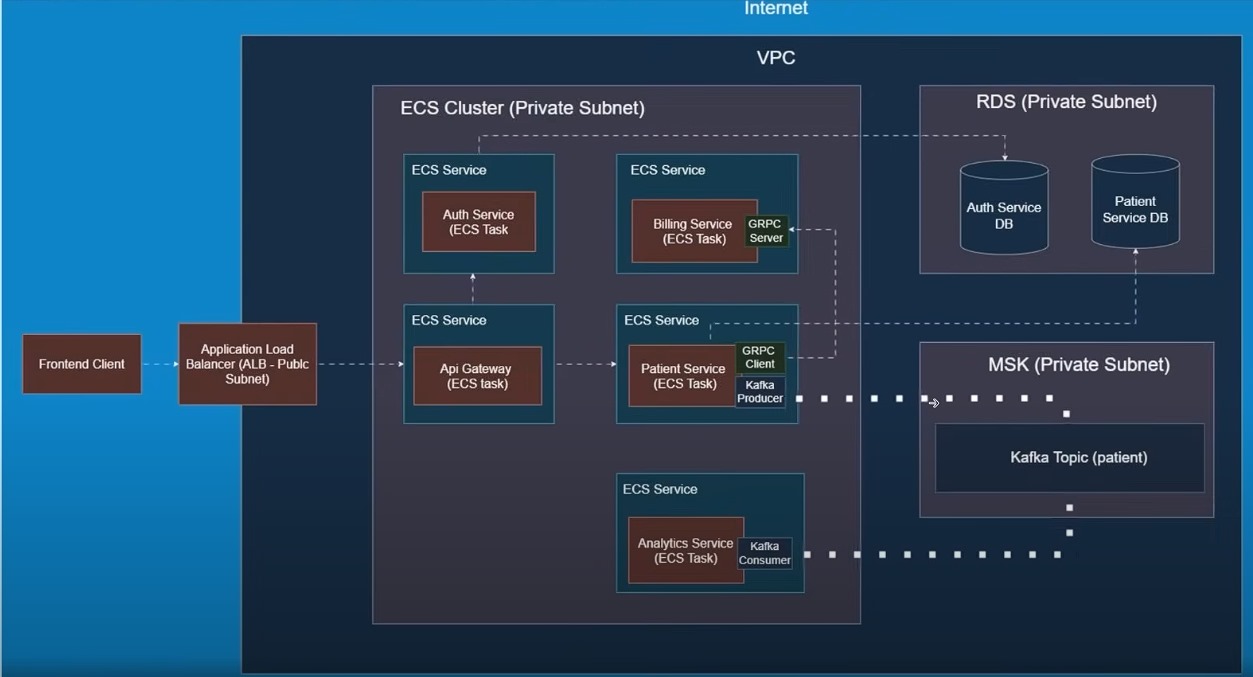 Internet
VPC
ECS Cluster (Private Subnet)
RDS (Private Subnet)
ECS Service
Auth Service
(ECS Task
ECS Service
Billing Service
(ECS Task)
GRPC
Server
Auth Service
DB
Patient
Service DB
Frontend Client
Application Load
Balancer (ALB - Publc
Subnet)
ECS Service
Api Gateway
(ECS task)
ECS Service
Patient Service
(ECS Task)
GRPC
Client
Kafka
Producer
MSK (Private Subnet)
Kafka Topic (patient)
ECS Service
Analytics Service
(ECS Task)
Kafka
Consumer